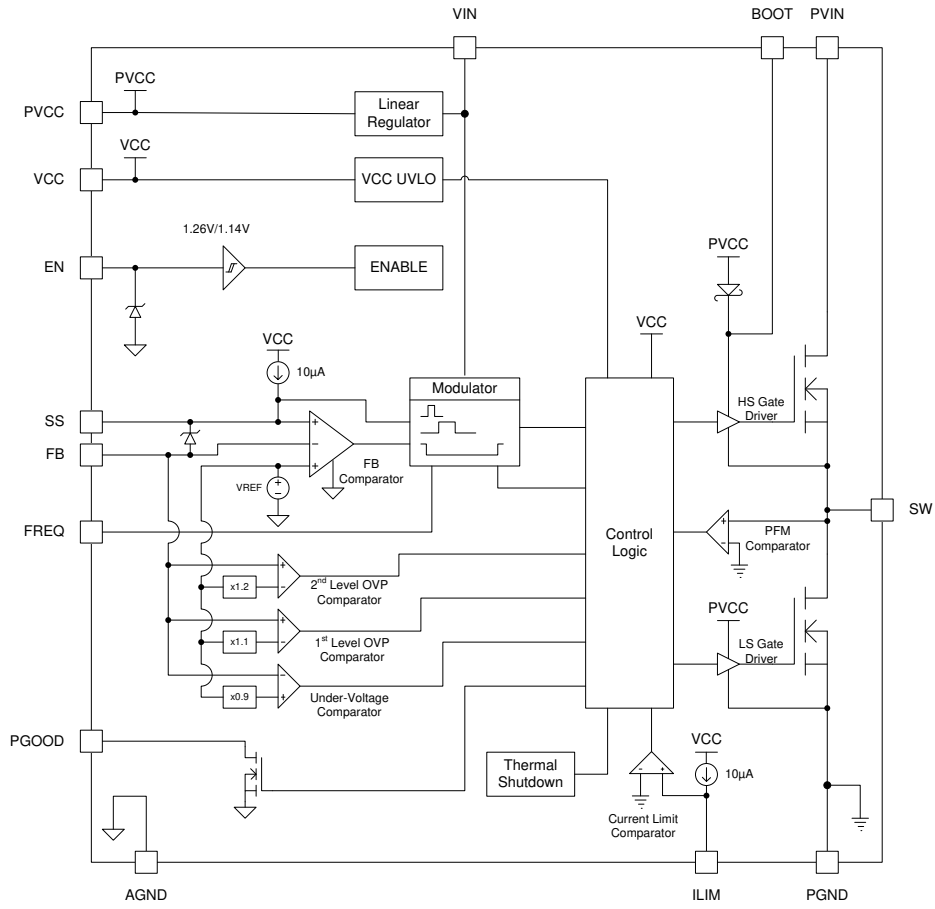 VIN
BOOT
PVIN
PVCC
PVCC
Linear
Regulator
VCC
VCC
VCC UVLO
1.26V/1.14V
EN
ENABLE
PVCC
VCC
10µA
VCC
Modulator
SS
FB
+
−
+
FB
Comparator
VREF
+
−
HS Gate
Driver
FREQ
Control
Logic
+
-
PFM
Comparator
SW
+
−
x1.2
2nd Level OVP
Comparator
+
−
x1.1
1st Level OVP
Comparator
PVCC
LS Gate
Driver
−
+
x0.9
Under-Voltage
Comparator
PGOOD
Thermal
Shutdown
VCC
10µA
-
+
Current Limit
Comparator
AGND
ILIM
PGND